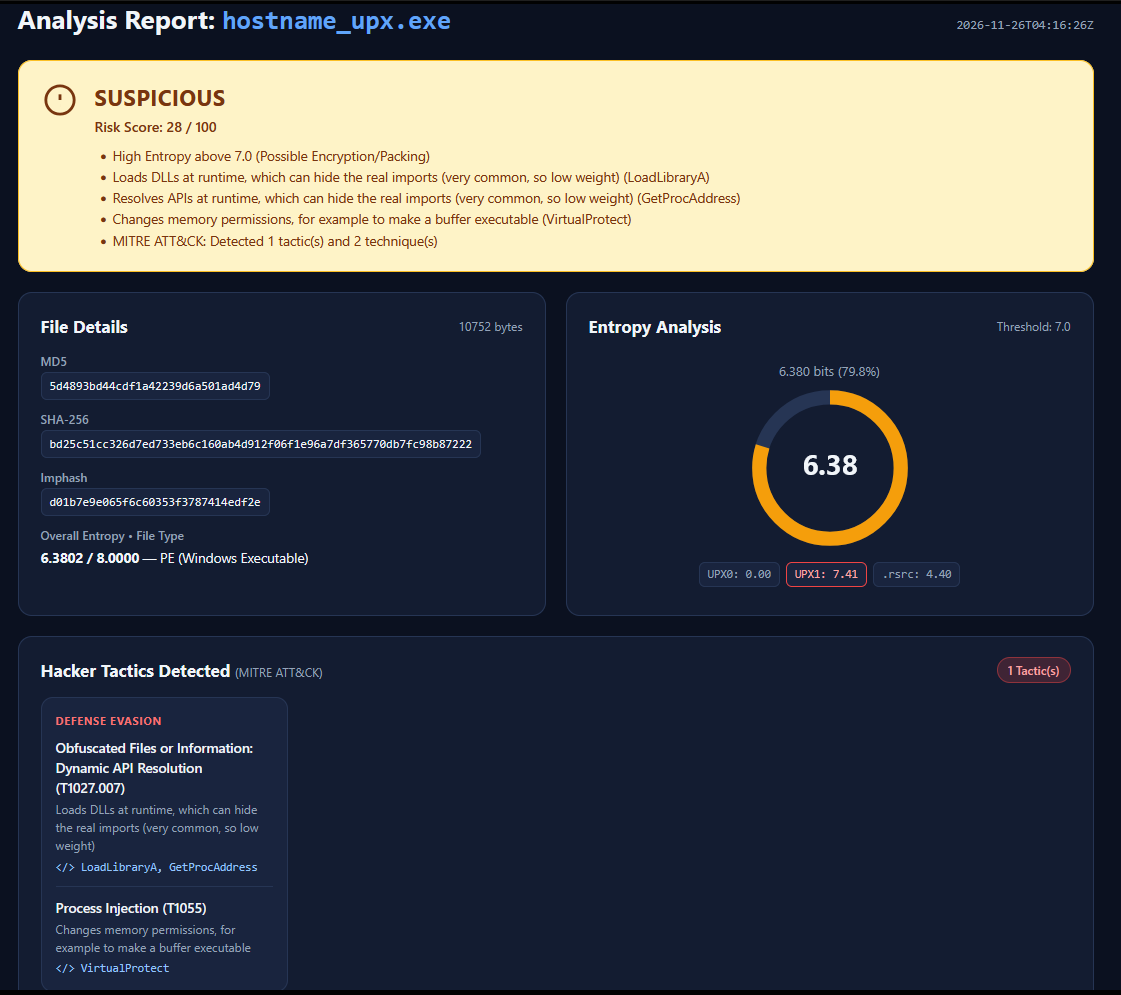 Analysis Report: hostname_upx.exe
2026-11-26T04:16:26Z
SUSPICIOUS
Risk Score: 28 / 100
• High Entropy above 7.0 (Possible Encryption/Packing)
• Loads DLLs at runtime, which can hide the real imports (very common, so low weight) (LoadLibraryA)
• Resolves APIs at runtime, which can hide the real imports (very common, so low weight) (GetProcAddress)
• Changes memory permissions, for example to make a buffer executable (VirtualProtect)
• MITRE ATT&CK: Detected 1 tactic(s) and 2 technique(s)
File Details
10752 bytes
MD5
5d4893bd44cdf1a42239d6a501ad4d79
SHA-256
bd25c51cc326d7ed733eb6c160ab4d912f06f1e96a7df365770db7fc98b87222
Imphash
d01b7e9e065f6c60353f3787414edf2e
Overall Entropy • File Type
6.3802 / 8.0000 — PE (Windows Executable)
Entropy Analysis
Threshold: 7.0
6.380 bits (79.8%)
6.38
UPX0: 0.00
UPX1: 7.41
.rsrc: 4.40
Hacker Tactics Detected (MITRE ATT&CK)
1 Tactic(s)
DEFENSE EVASION
Obfuscated Files or Information:
Dynamic API Resolution
(T1027.007)
Loads DLLs at runtime, which can hide
the real imports (very common, so low
weight)
</> LoadLibraryA, GetProcAddress
Process Injection (T1055)
Changes memory permissions, for
example to make a buffer executable
</> VirtualProtect